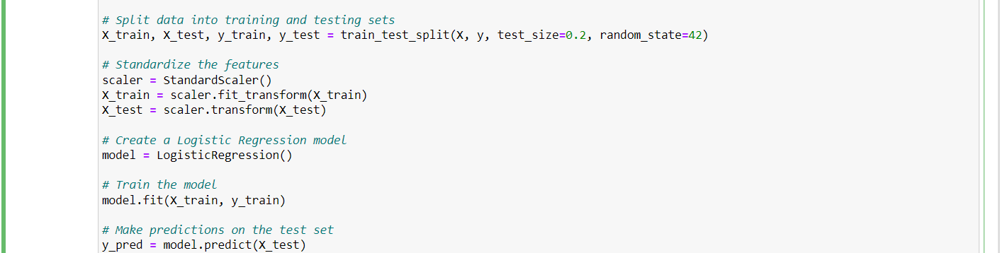 # Split data into training and testing sets
X_train, X_test, y_train, y_test = train_test_split(X, y, test_size=0.2, random_state=42)
# Standardize the features
scaler = StandardScaler()
X_train = scaler.fit_transform(X_train)
X_test = scaler.transform(X_test)
# Create a Logistic Regression model
model = LogisticRegression()
# Train the model
model.fit(X_train, y_train)
# Make predictions on the test set
y_pred = model.predict(X_test)